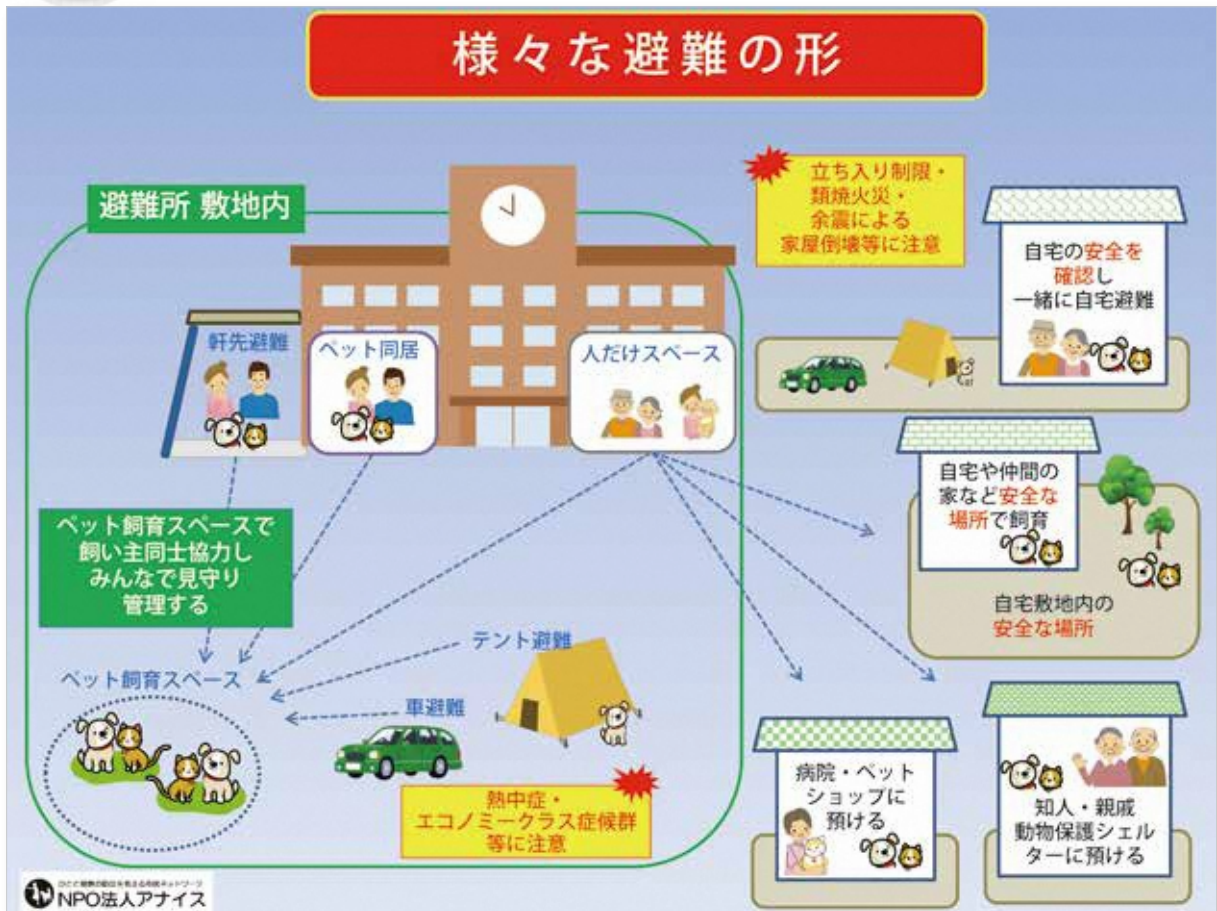 様々な避難の形
避難所 敷地内
立ち入り制限・
類焼火災・
余震による
家屋倒壊等に注意
自宅の安全を
確認し
一緒に自宅避難
軒先避難
ペット同居
人だけスペース
自宅や仲間の
家など安全な
場所で飼育
自宅敷地内の
安全な場所
ペット飼育スペースで
飼い主同士協力し
みんなで見守り
管理する
ペット飼育スペース
テント避難
車避難
熱中症・
エコノミークラス症候群
等に注意
病院・ペット
ショップに
預ける
知人・親戚
動物保護シェル
ターに預ける
NPO法人アナイス